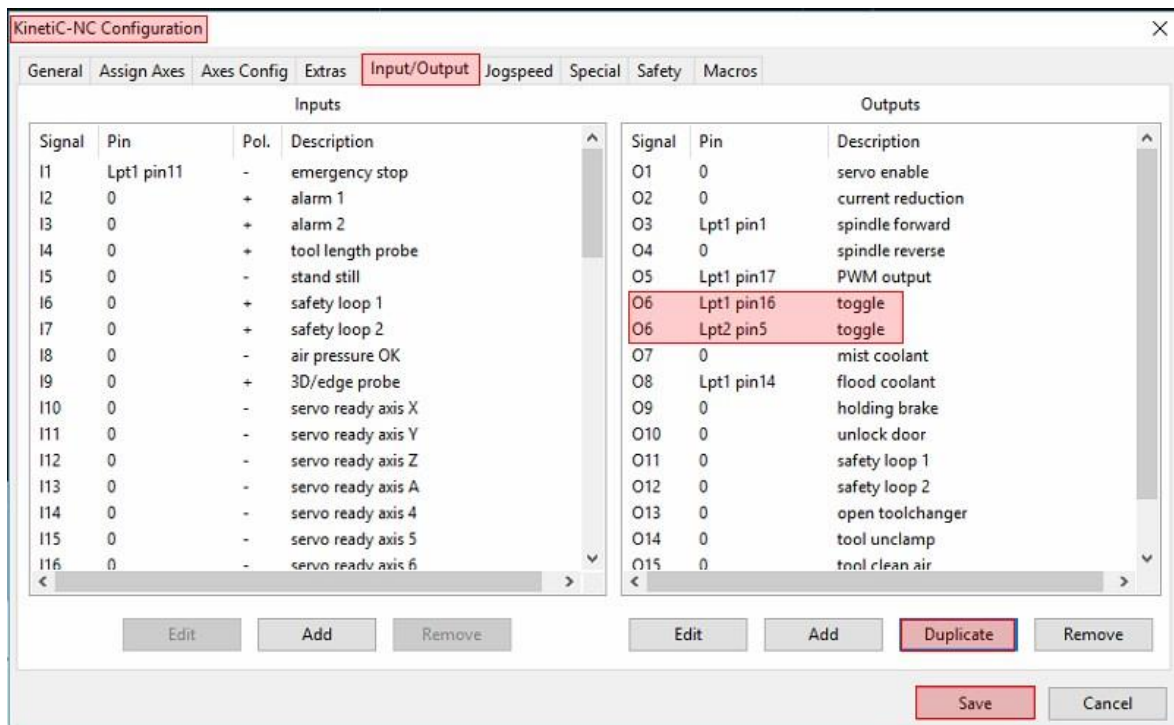 KinetiC-NC Configuration
General Assign Axes Axes Config Extras Input/Output Jogspeed Special Safety Macros
Inputs
Signal Pin Pol. Description
I1 Lpt1 pin11 - emergency stop
I2 0 + alarm 1
I3 0 + alarm 2
I4 0 + tool length probe
I5 0 - stand still
I6 0 + safety loop 1
I7 0 + safety loop 2
I8 0 - air pressure OK
I9 0 + 3D/edge probe
I10 0 - servo ready axis X
I11 0 - servo ready axis Y
I12 0 - servo ready axis Z
I13 0 - servo ready axis A
I14 0 - servo ready axis 4
I15 0 - servo ready axis 5
I16 0 - servo ready axis 6
Edit Add Remove
Outputs
Signal Pin Description
O1 0 servo enable
O2 0 current reduction
O3 Lpt1 pin1 spindle forward
O4 0 spindle reverse
O5 Lpt1 pin17 PWM output
O6 Lpt1 pin16 toggle
O6 Lpt2 pin5 toggle
O7 0 mist coolant
O8 Lpt1 pin14 flood coolant
O9 0 holding brake
O10 0 unlock door
O11 0 safety loop 1
O12 0 safety loop 2
O13 0 open toolchanger
O14 0 tool unclamp
O15 0 tool clean air
Edit Add Duplicate Remove
Save Cancel